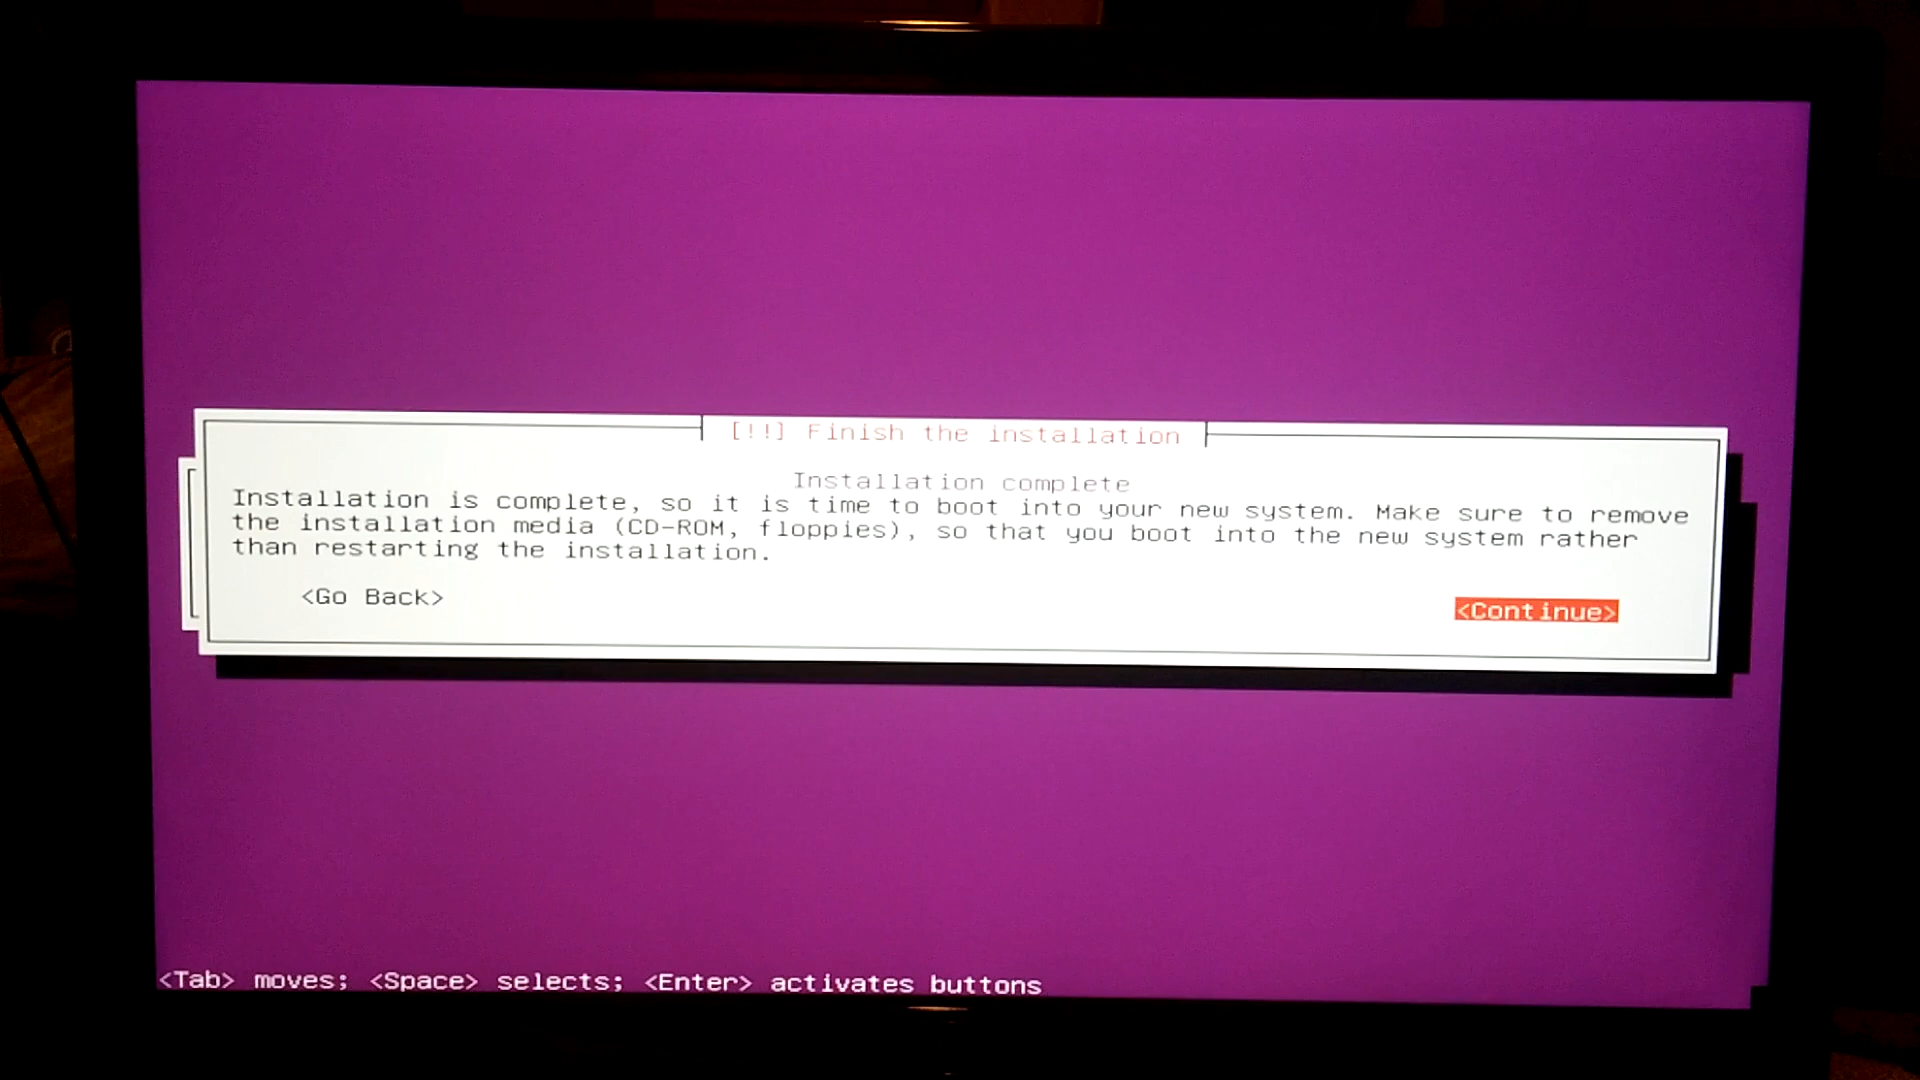 [!!] Finish the installation
Installation complete
Installation is complete, so it is time to boot into your new system. Make sure to remove
the installation media (CD-ROM, floppies), so that you boot into the new system rather
than restarting the installation.
<Go Back> <Continue>
<Tab> moves; <Space> selects; <Enter> activates buttons